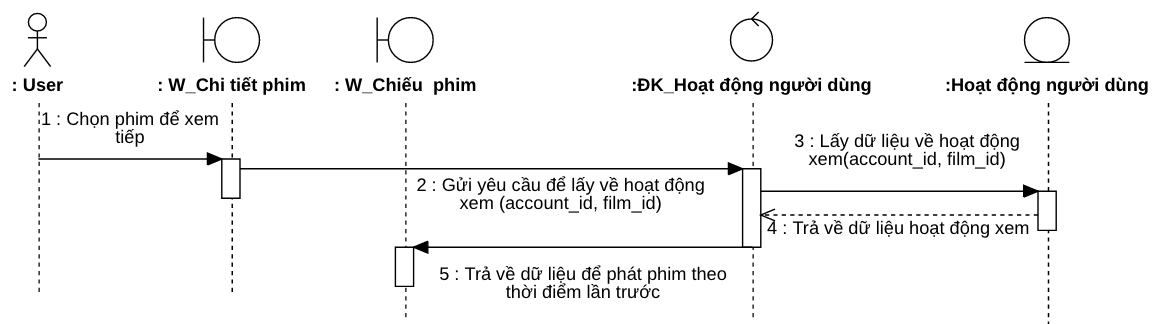 : User
: W_Chi tiết phim
: W_Chiếu phim
:ĐK_Hoạt động người dùng
:Hoạt động người dùng
1 : Chọn phim để xem
tiếp
3 : Lấy dữ liệu về hoạt động
xem(account_id, film_id)
2 : Gửi yêu cầu để lấy về hoạt động
xem (account_id, film_id)
4 : Trả về dữ liệu hoạt động xem
5 : Trả về dữ liệu để phát phim theo
thời điểm lần trước